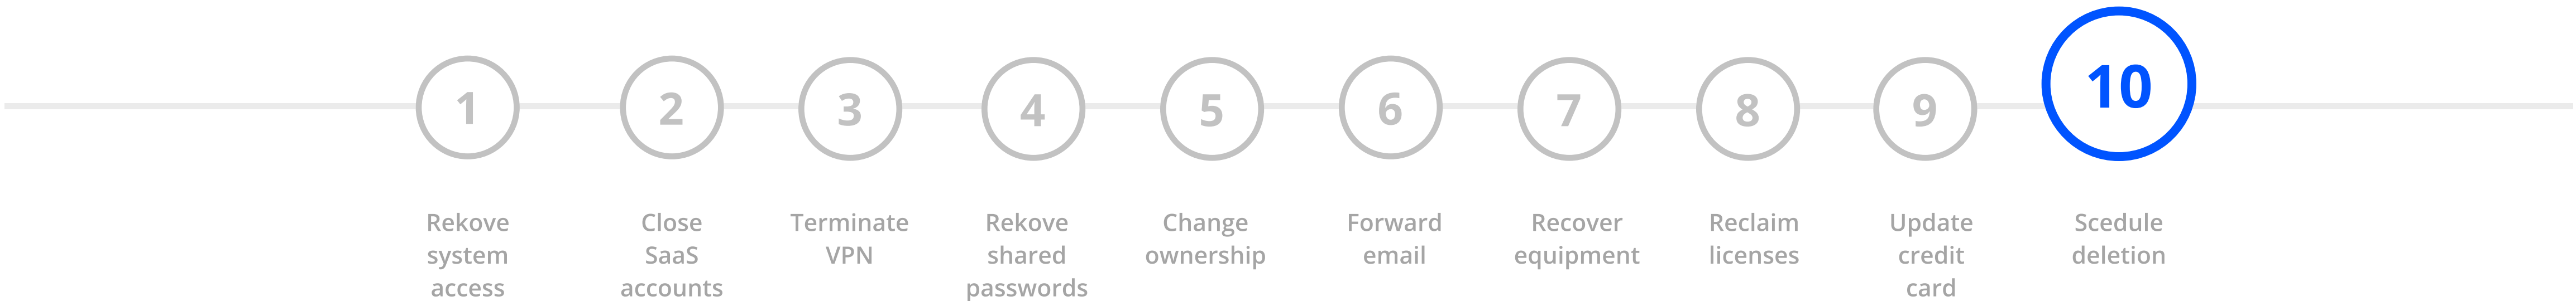 1
2
3
4
5
6
7
8
9
10
Rekove
system
access
Close
SaaS
accounts
Terminate
VPN
Rekove
shared
passwords
Change
ownership
Forward
email
Recover
equipment
Reclaim
licenses
Update
credit
card
Scedule
deletion